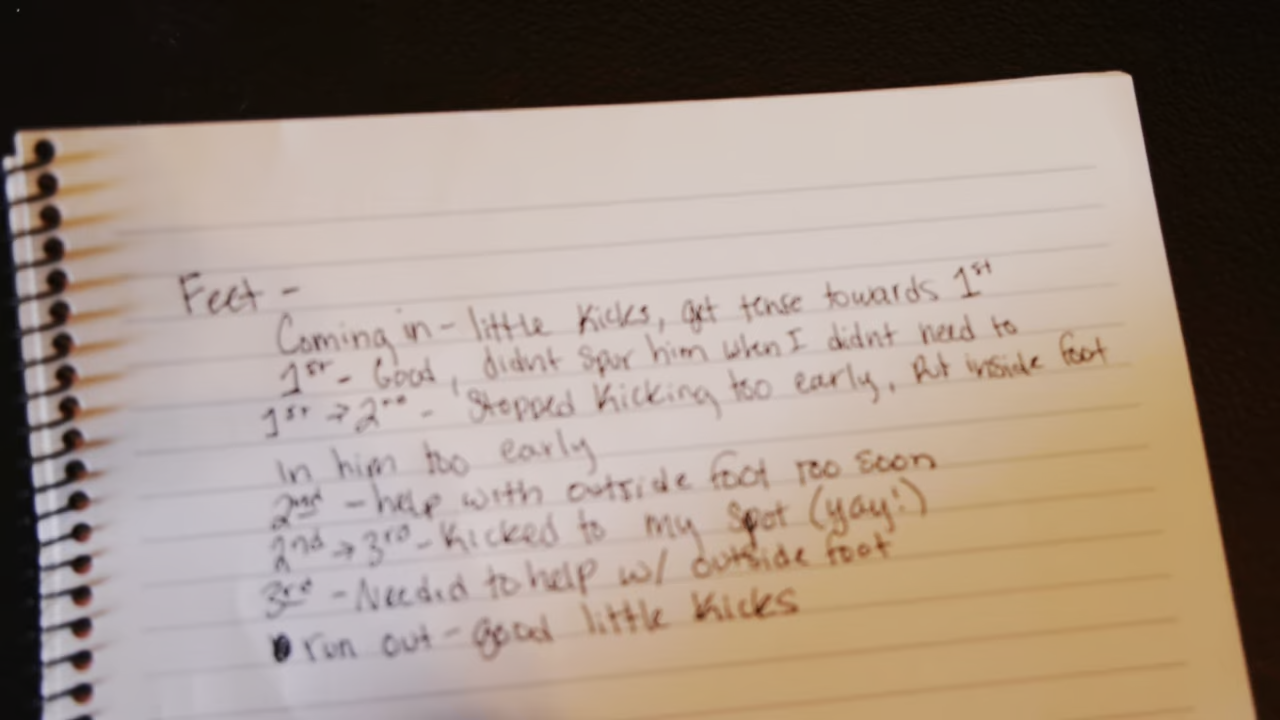 Feet -
Coming in - little kicks, get tense towards 1st
1st - Good, didnt spur him when I didnt need to
1st → 2nd - Stopped kicking too early, Put inside foot
in him too early
2nd - help with outside foot too soon
2nd → 3rd - Kicked to my spot (yay!)
3rd - Needed to help w/ outside foot
run out - good little kicks